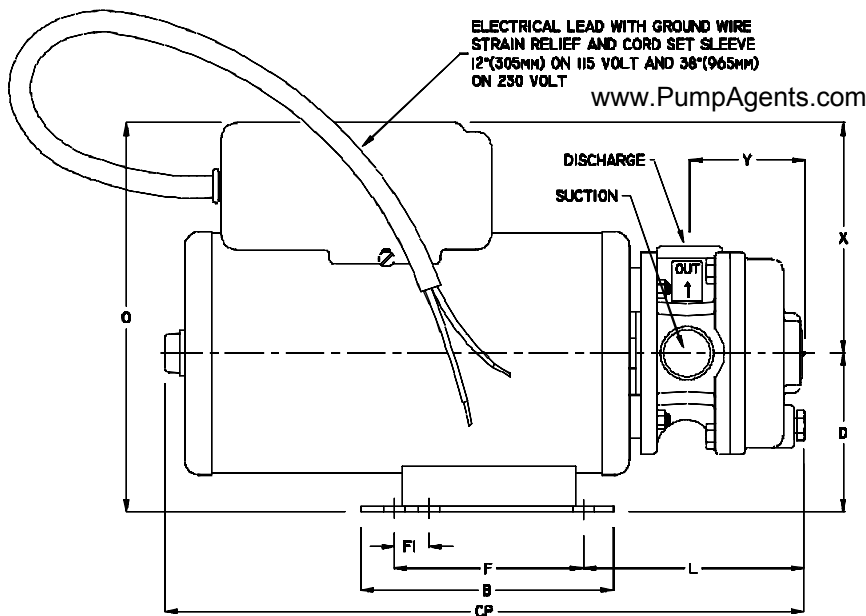 ELECTRICAL LEAD WITH GROUND WIRE
STRAIN RELIEF AND CORD SET SLEEVE
12"(305MM) ON 115 VOLT AND 38"(965MM)
ON 230 VOLT
www.PumpAgents.com
DISCHARGE
Y
SUCTION
X
OUT
O
D
F1
F
L
B
CP